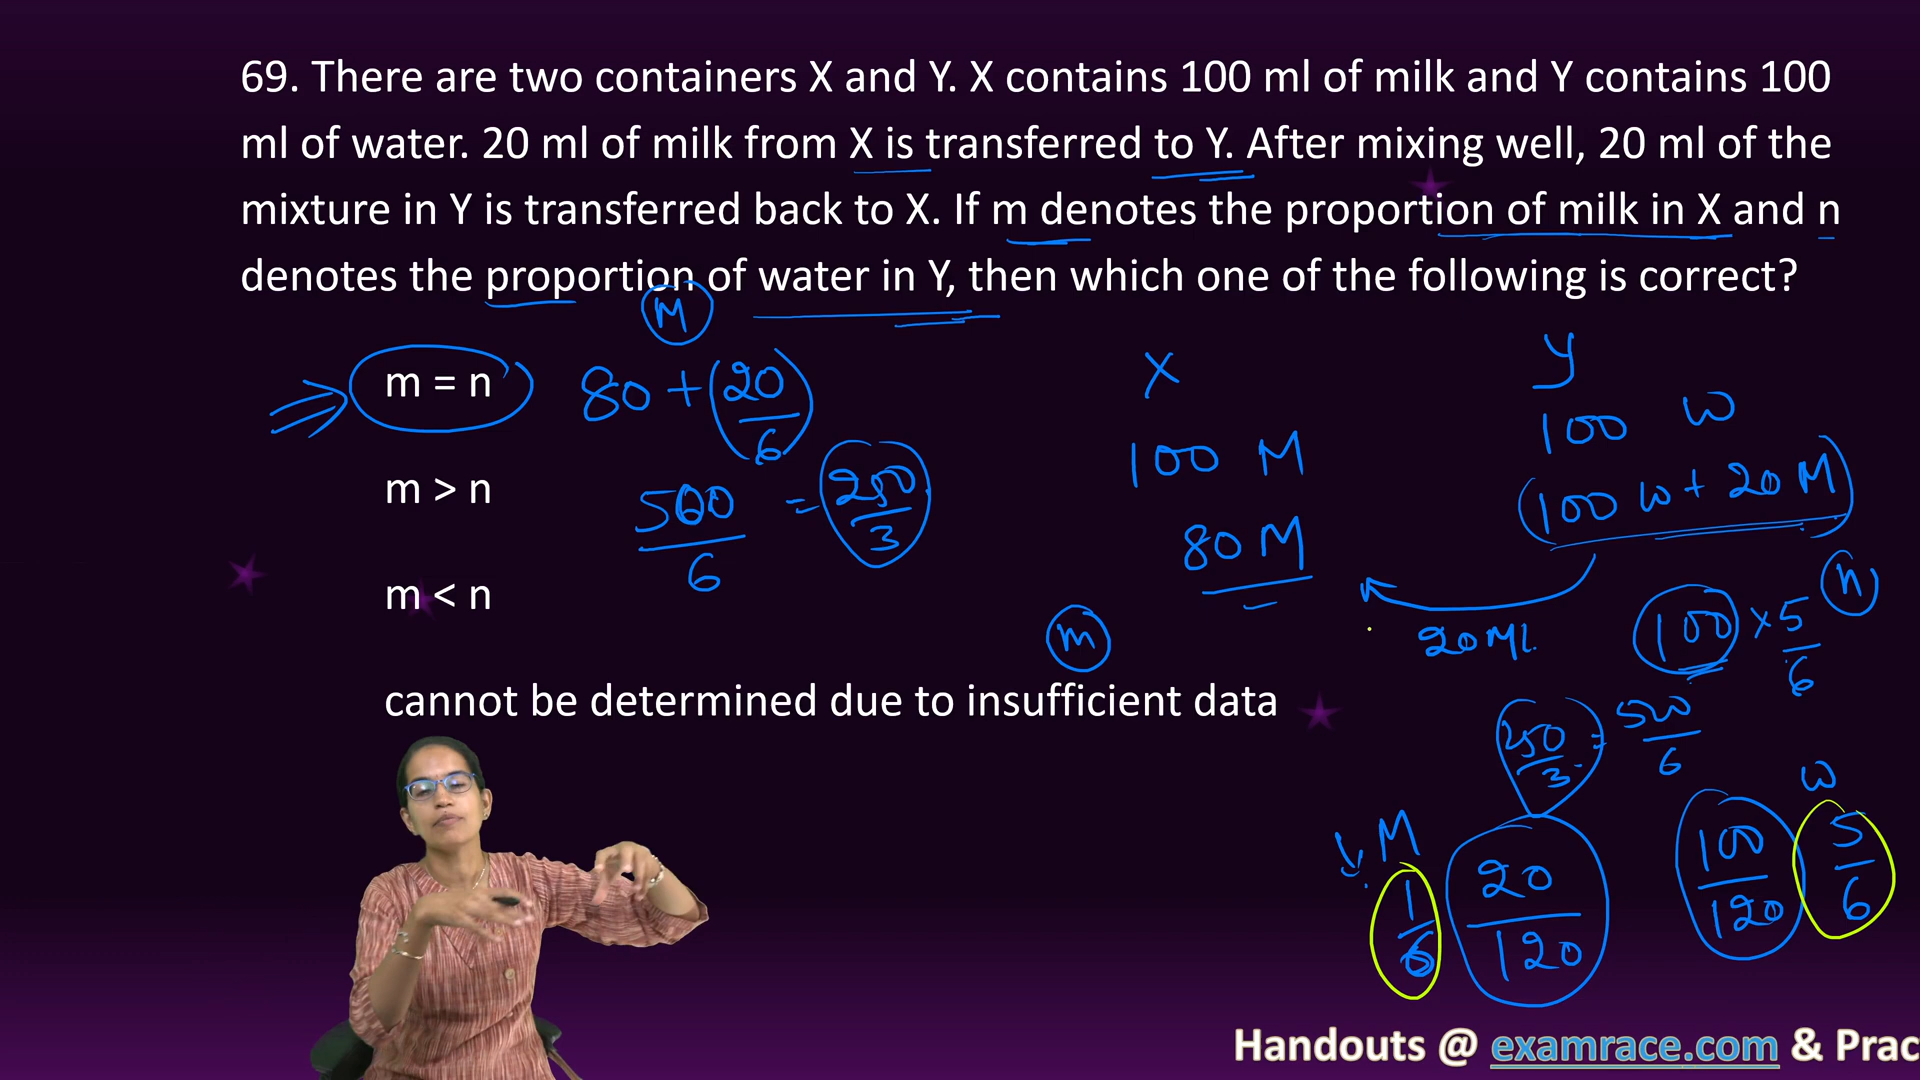 69. There are two containers X and Y. X contains 100 ml of milk and Y contains 100
ml of water. 20 ml of milk from X is transferred to Y. After mixing well, 20 ml of the
mixture in Y is transferred back to X. If m denotes the proportion of milk in X and n
denotes the proportion of water in Y, then which one of the following is correct?
M
m = n
80 + (20/6)
X
Y
100 W
100 M
(100 W + 20 M)
m > n
500/6 = 250/3
80 M
m < n
n
m
20 Ml.
100 × 5/6
cannot be determined due to insufficient data
250/3 = 500/6
W
M
1/6
20/120
100/120
5/6
Handouts @ examrace.com & Prac